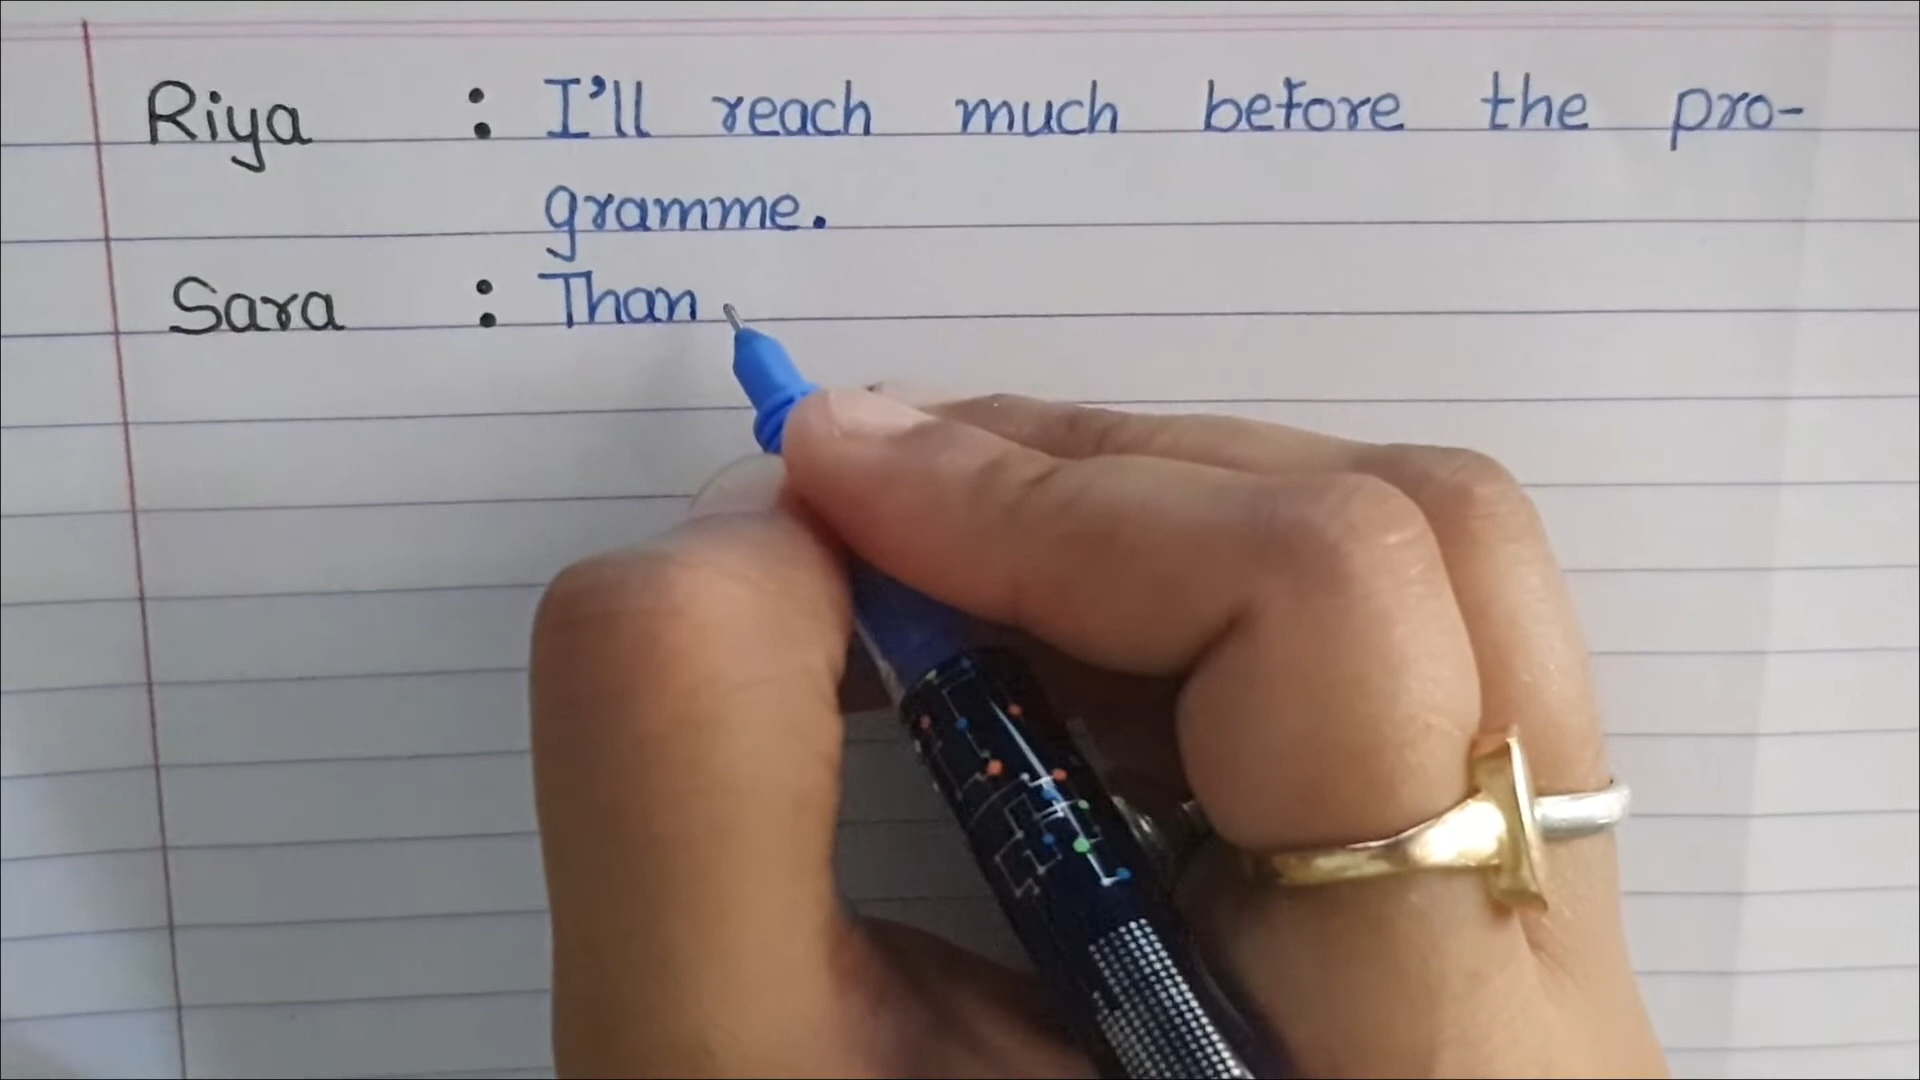 Riya : I'll reach much before the pro-
gramme.
Sara : Than